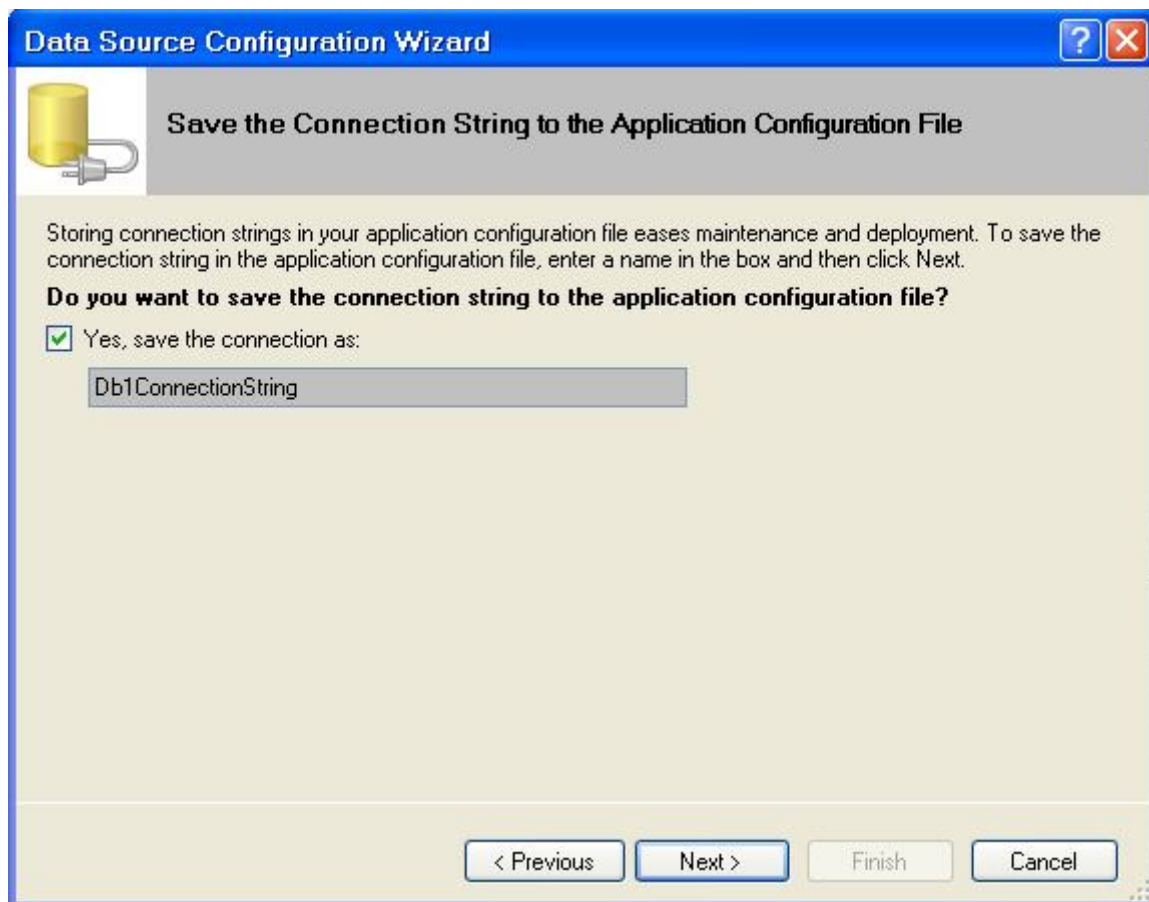 Data Source Configuration Wizard
?
Save the Connection String to the Application Configuration File
Storing connection strings in your application configuration file eases maintenance and deployment. To save the
connection string in the application configuration file, enter a name in the box and then click Next.
Do you want to save the connection string to the application configuration file?
Yes, save the connection as:
Db1ConnectionString
< Previous Next > Finish Cancel